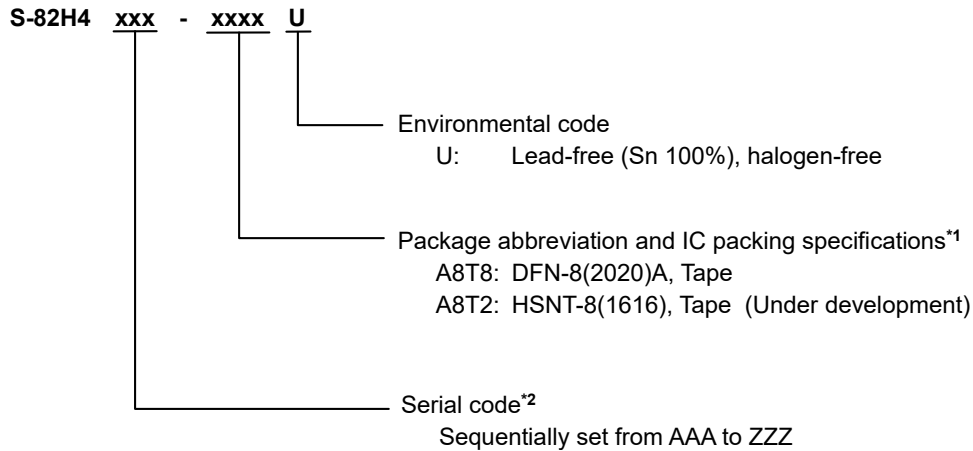 S-82H4 xxx - xxxx U
Environmental code
U: Lead-free (Sn 100%), halogen-free
Package abbreviation and IC packing specifications*1
A8T8: DFN-8(2020)A, Tape
A8T2: HSNT-8(1616), Tape (Under development)
Serial code*2
Sequentially set from AAA to ZZZ